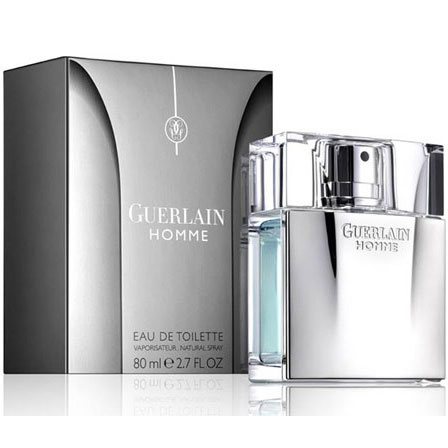 GUERLAIN
HOMME
EAU DE TOILETTE
VAPORISATEUR . NATURAL SPRAY
80 ml e 2.7 FL OZ
GUERLAIN
HOMME